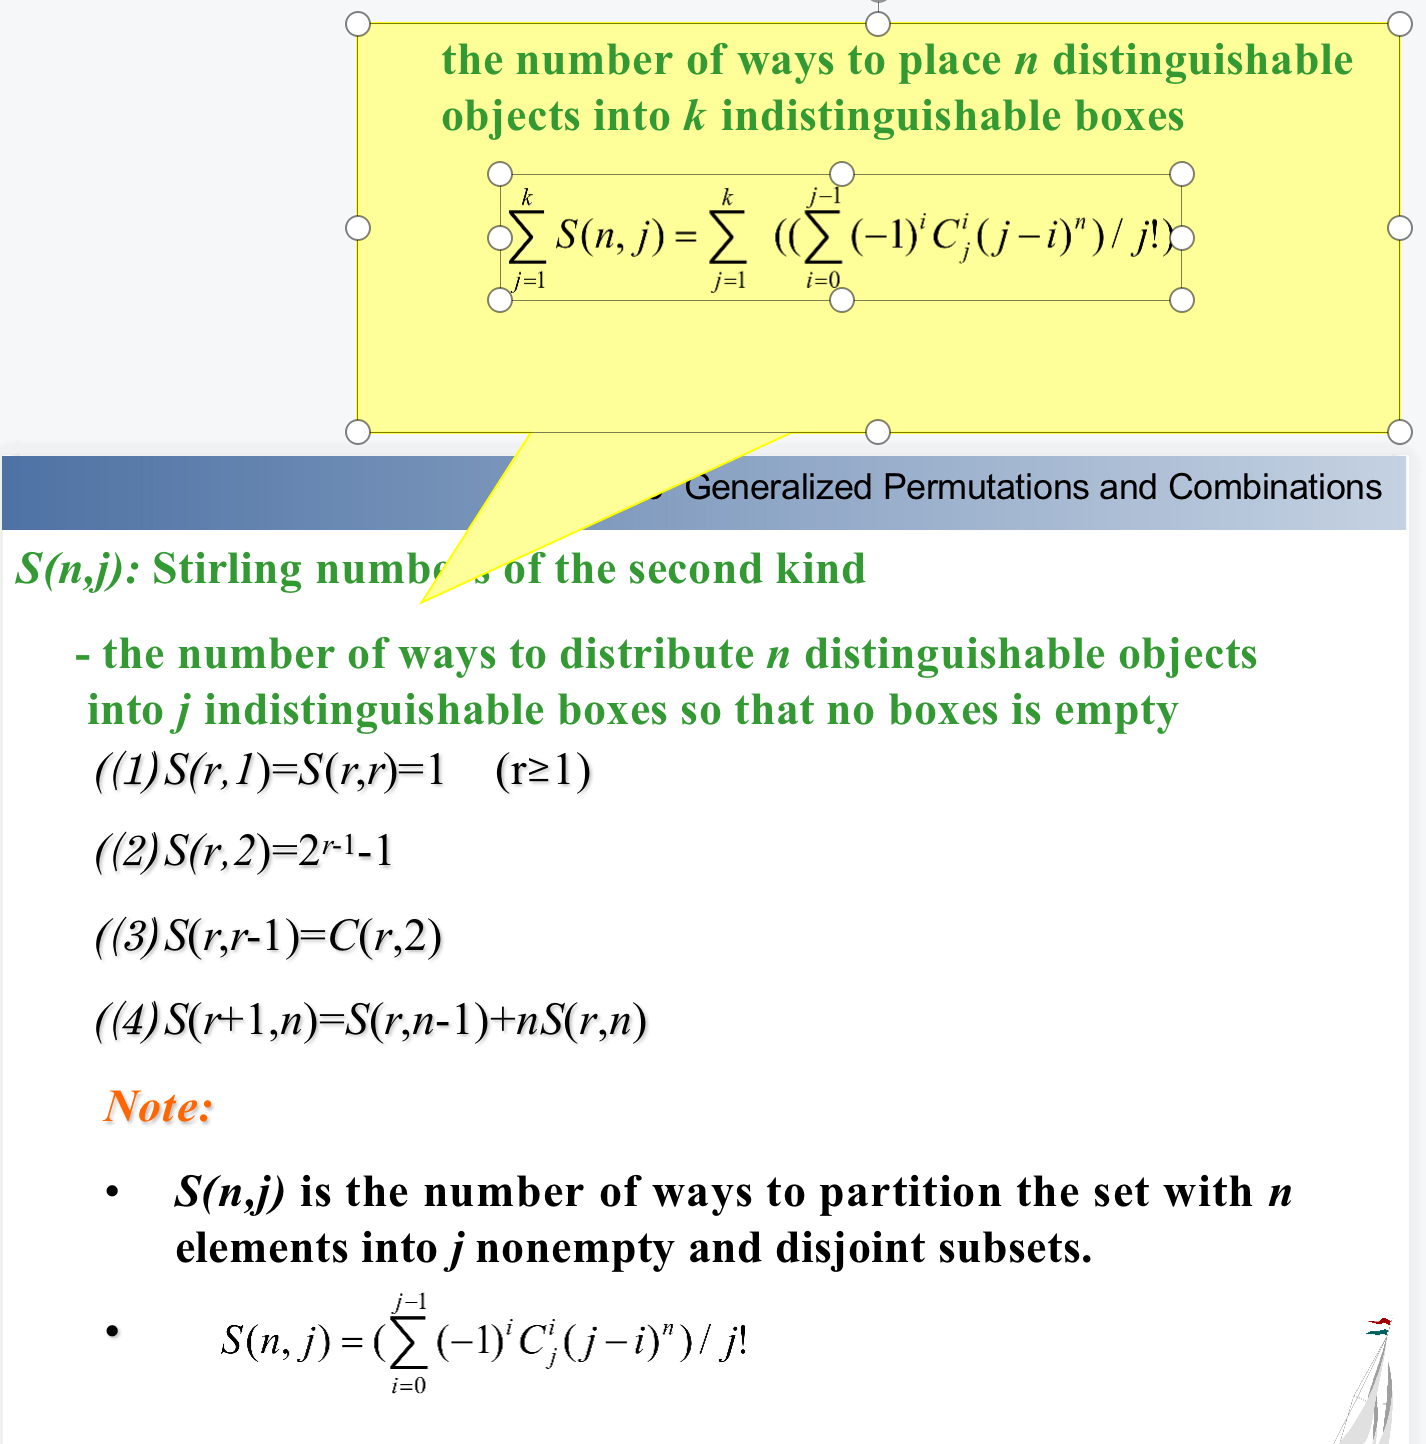 the number of ways to place n distinguishable
objects into k indistinguishable boxes
$\sum_{j=1}^{k} S(n, j) = \sum_{j=1}^{k} ((\sum_{i=0}^{j-1} (-1)^i C_j^i (j-i)^n) / j!)$
Generalized Permutations and Combinations
S(n,j): Stirling of the second kind
- the number of ways to distribute n distinguishable objects
into j indistinguishable boxes so that no boxes is empty
((1)S(r,1)=S(r,r)=1 (r≥1)
((2)S(r,2)=2^{r-1}-1
((3)S(r,r-1)=C(r,2)
((4)S(r+1,n)=S(r,n-1)+nS(r,n)
Note:
• S(n,j) is the number of ways to partition the set with n
elements into j nonempty and disjoint subsets.
• $S(n, j) = (\sum_{i=0}^{j-1} (-1)^i C_j^i (j-i)^n) / j!$